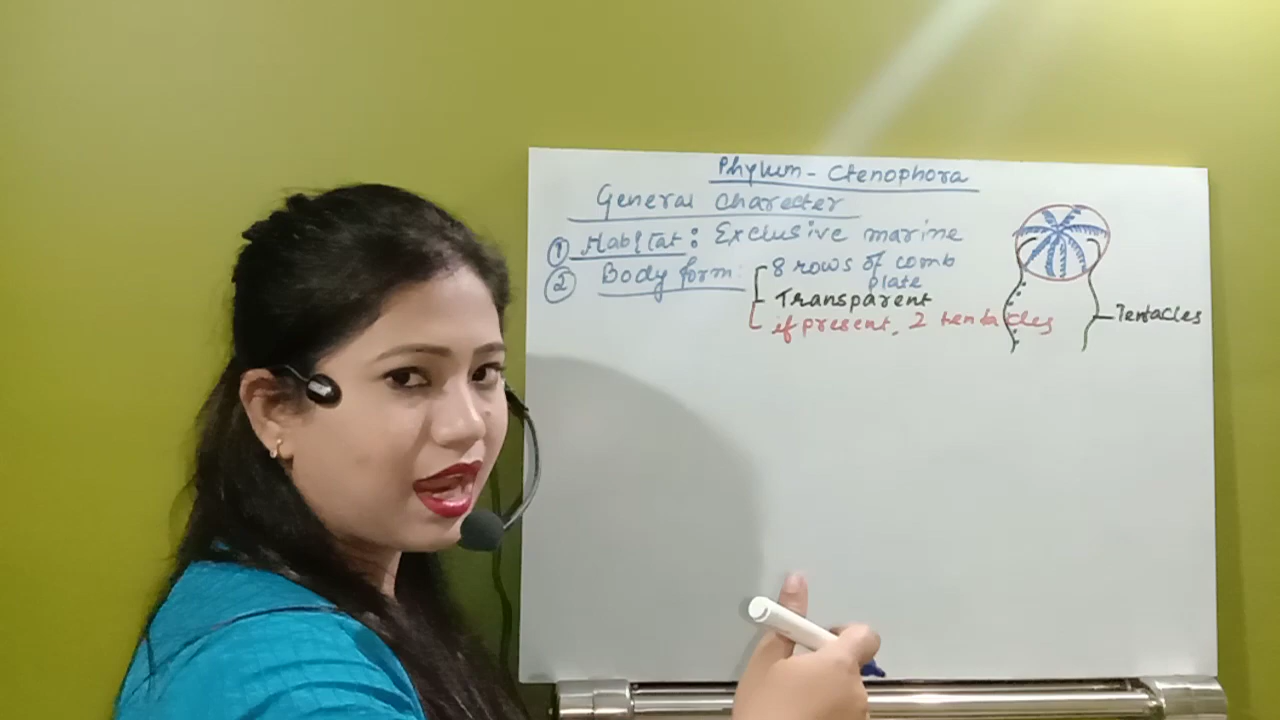 Phylum - Ctenophora
General Charecter
① Habitat : Exclusive marine
② Body form : 8 rows of comb
plate
Transparent
if present, 2 tentacles
Tentacles